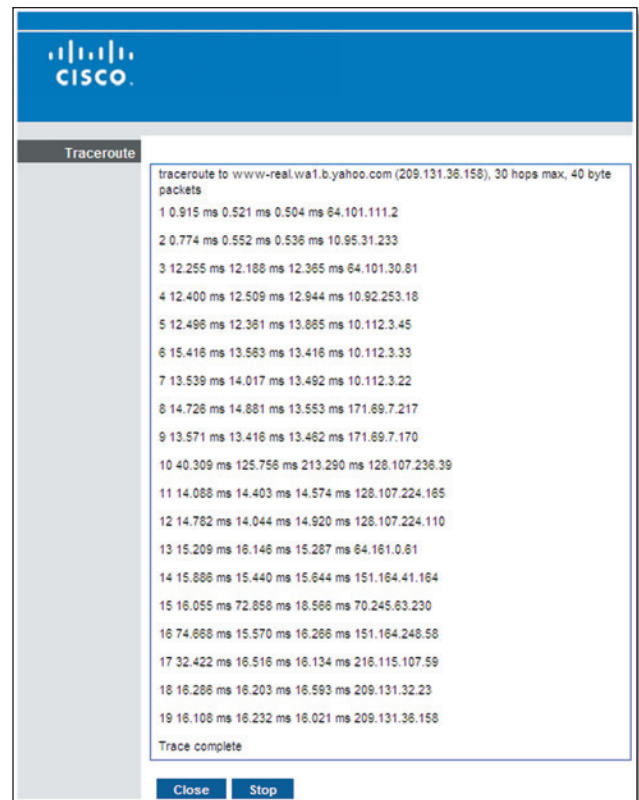 CISCO.
Traceroute
traceroute to www-real.wa1.b.yahoo.com (209.131.36.158), 30 hops max, 40 byte
packets
1 0.915 ms 0.521 ms 0.504 ms 64.101.111.2
2 0.774 ms 0.552 ms 0.536 ms 10.95.31.233
3 12.255 ms 12.188 ms 12.365 ms 64.101.30.81
4 12.400 ms 12.509 ms 12.944 ms 10.92.253.18
5 12.496 ms 12.361 ms 13.865 ms 10.112.3.45
6 15.416 ms 13.563 ms 13.416 ms 10.112.3.33
7 13.539 ms 14.017 ms 13.492 ms 10.112.3.22
8 14.726 ms 14.881 ms 13.553 ms 171.69.7.217
9 13.571 ms 13.416 ms 13.462 ms 171.69.7.170
10 40.309 ms 125.756 ms 213.290 ms 128.107.236.39
11 14.088 ms 14.403 ms 14.574 ms 128.107.224.165
12 14.782 ms 14.044 ms 14.920 ms 128.107.224.110
13 15.209 ms 16.146 ms 15.287 ms 64.161.0.61
14 15.886 ms 15.440 ms 15.644 ms 151.164.41.164
15 16.055 ms 72.858 ms 18.566 ms 70.245.63.230
16 74.668 ms 15.570 ms 16.266 ms 151.164.248.58
17 32.422 ms 16.516 ms 16.134 ms 216.115.107.59
18 16.286 ms 16.203 ms 16.593 ms 209.131.32.23
19 16.108 ms 16.232 ms 16.021 ms 209.131.36.158
Trace complete
Close Stop